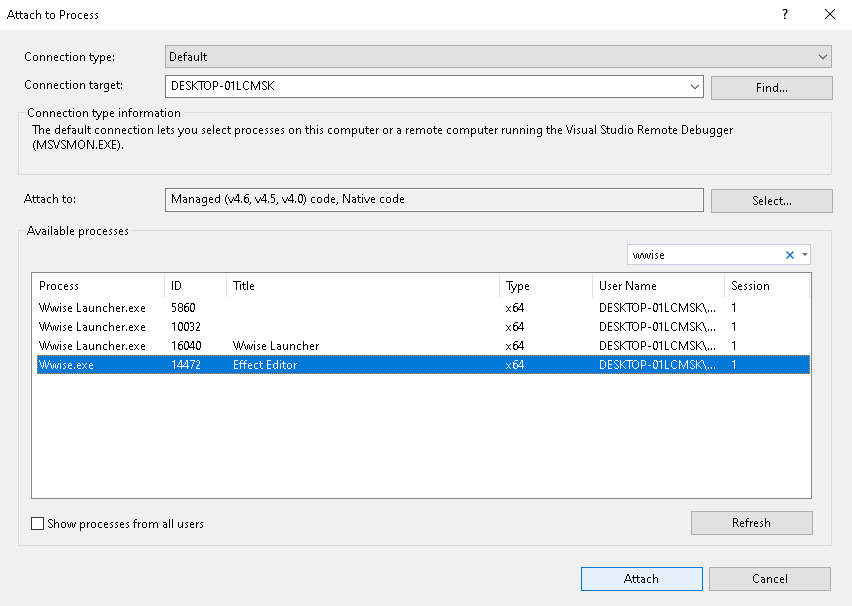 Attach to Process
?
Connection type: Default
Connection target: DESKTOP-01LCMSK Find...
Connection type information
The default connection lets you select processes on this computer or a remote computer running the Visual Studio Remote Debugger
(MSVSMON.EXE).
Attach to: Managed (v4.6, v4.5, v4.0) code, Native code Select...
Available processes
wwise
Process ID Title Type User Name Session
Wwise Launcher.exe 5860 x64 DESKTOP-01LCMSK\... 1
Wwise Launcher.exe 10032 x64 DESKTOP-01LCMSK\... 1
Wwise Launcher.exe 16040 Wwise Launcher x64 DESKTOP-01LCMSK\... 1
Wwise.exe 14472 Effect Editor x64 DESKTOP-01LCMSK\... 1
Show processes from all users Refresh
Attach Cancel